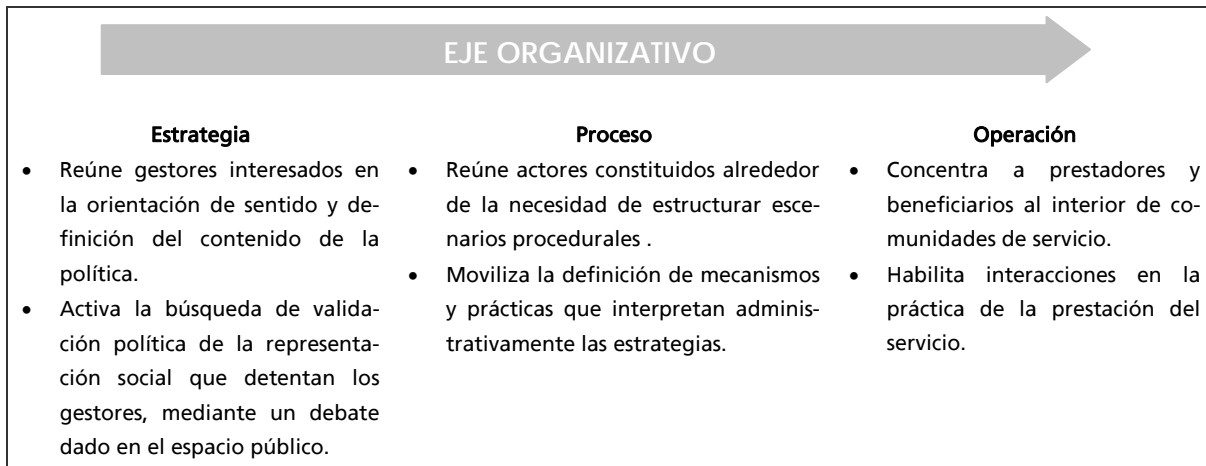 EJE ORGANIZATIVO
Estrategia
• Reúne gestores interesados en
la orientación de sentido y de-
finición del contenido de la
política.
• Activa la búsqueda de valida-
ción política de la representa-
ción social que detentan los
gestores, mediante un debate
dado en el espacio público.
Proceso
• Reúne actores constituidos alrededor
de la necesidad de estructurar esce-
narios procedurales .
• Moviliza la definición de mecanismos
y prácticas que interpretan adminis-
trativamente las estrategias.
Operación
• Concentra a prestadores y
beneficiarios al interior de co-
munidades de servicio.
• Habilita interacciones en la
práctica de la prestación del
servicio.